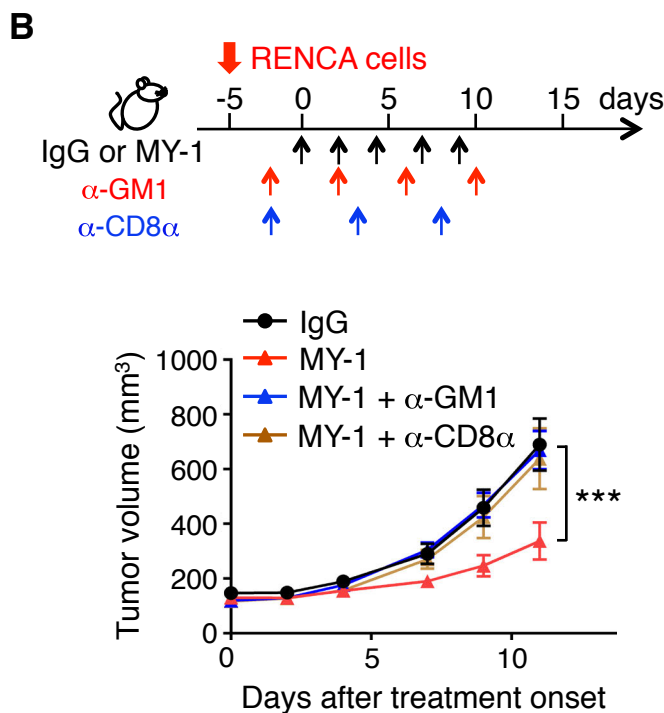 B
RENCA cells
-5 0 5 10 15 days
IgG or MY-1
α-GM1
α-CD8α
IgG
MY-1
MY-1 + α-GM1
MY-1 + α-CD8α
1000
800
600
400
200
0
Tumor volume (mm³)
***
0 5 10
Days after treatment onset